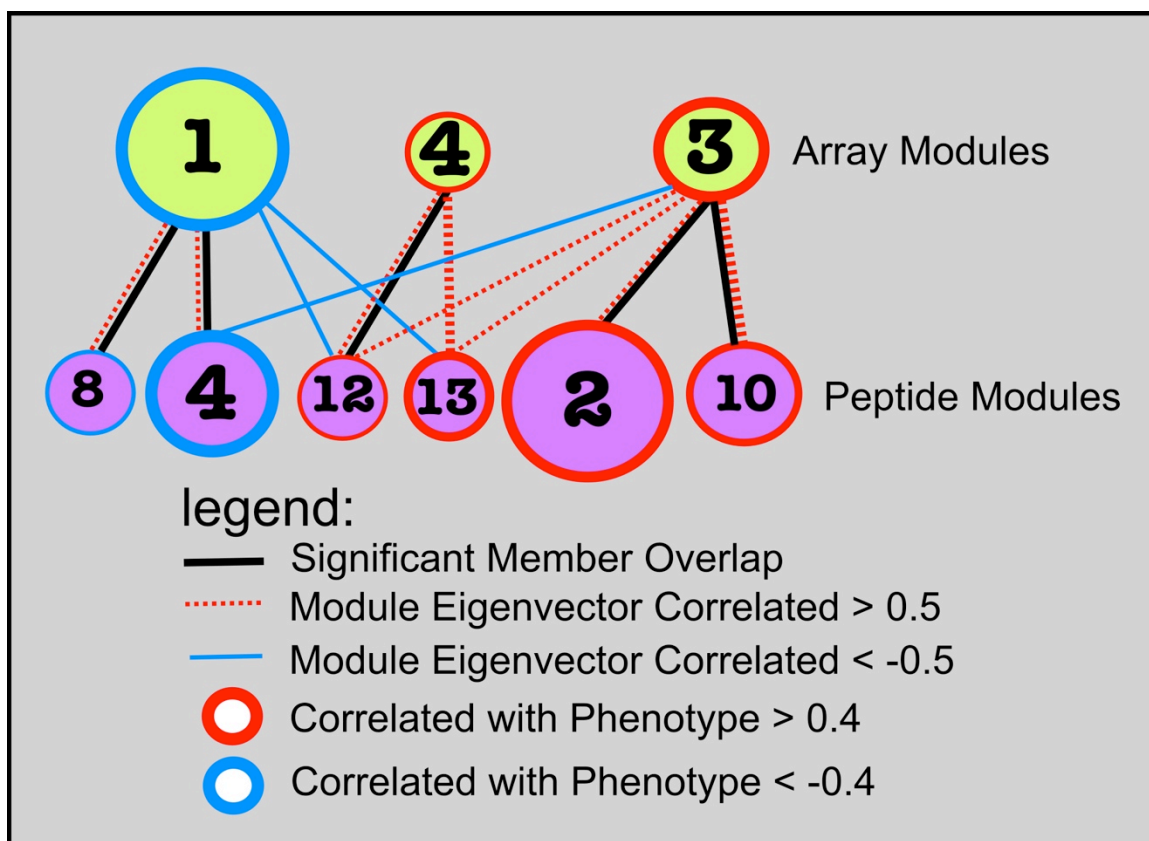 1 4 3 Array Modules
8 4 12 13 2 10 Peptide Modules
legend:
Significant Member Overlap
Module Eigenvector Correlated > 0.5
Module Eigenvector Correlated < -0.5
Correlated with Phenotype > 0.4
Correlated with Phenotype < -0.4